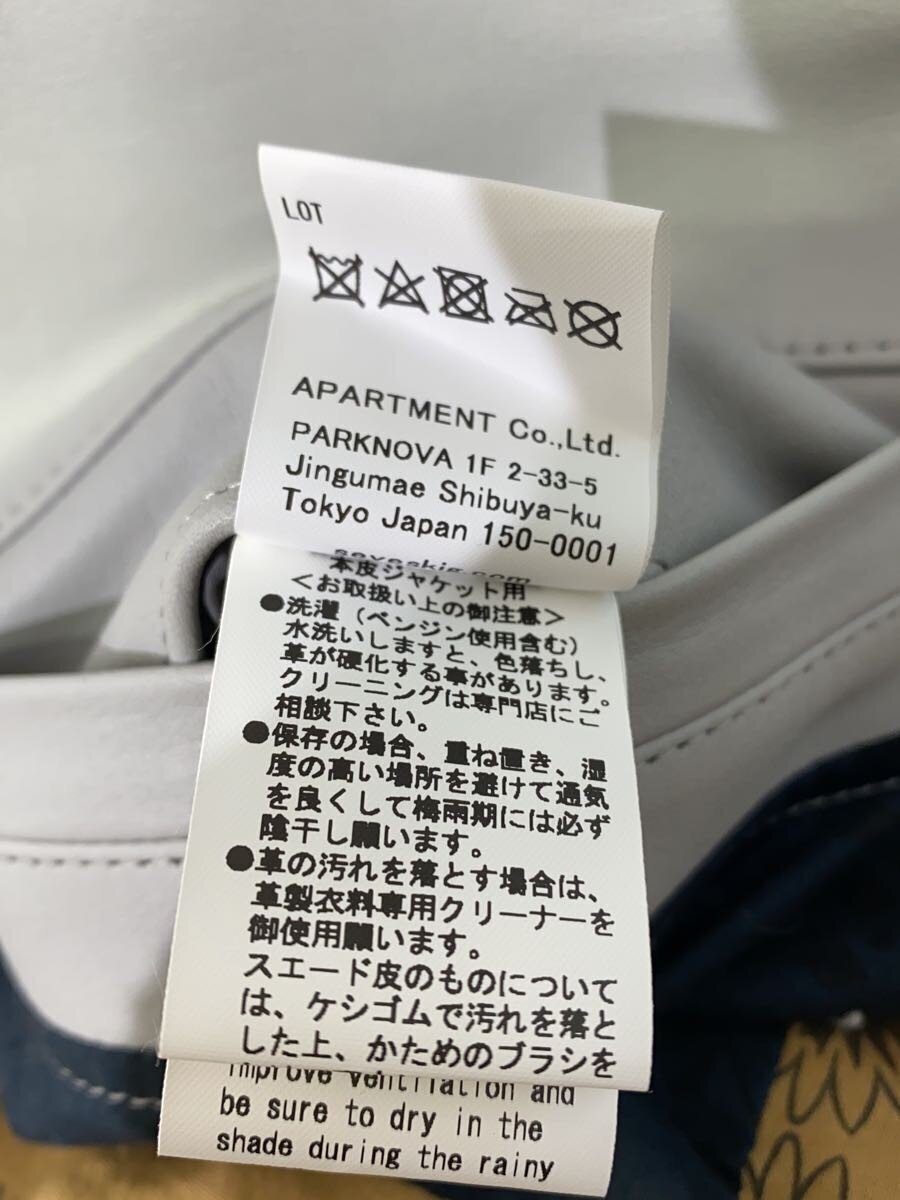 LOT
APARTMENT Co.,Ltd.
PARKNOVA 1F 2-33-5
Jingumae Shibuya-ku
Tokyo Japan 150-0001
本皮ジャケット用
＜お取扱い上の御注意＞
●洗濯（ベンジン使用含む）
水洗いしますと、色落ちし、
革が硬化する事があります。
クリーニングは専門店にご
相談下さい。
●保存の場合、重ね置き、湿
度の高い場所を避けて通気
を良くして梅雨期には必ず
陰干し願います。
●革の汚れを落とす場合は、
革製衣料専用クリーナーを
御使用願います。
スエード皮のものについて
は、ケシゴムで汚れを落と
した上、かためのブラシを
improve ventilation and
be sure to dry in the
shade during the rainy